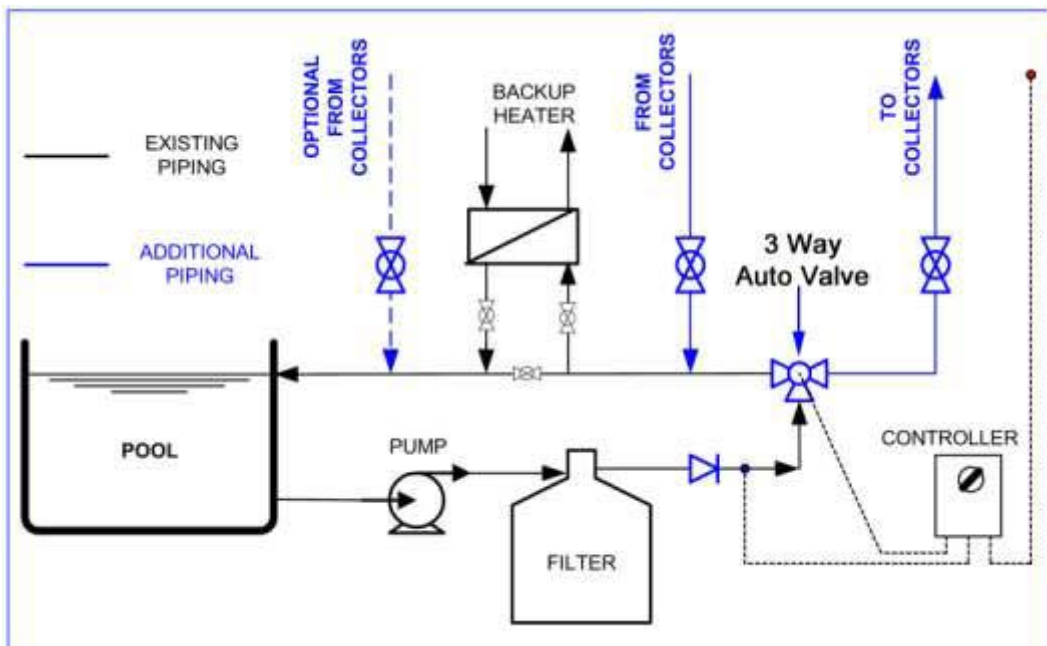 OPTIONAL
FROM
COLLECTORS
BACKUP
HEATER
FROM
COLLECTORS
TO
COLLECTORS
EXISTING
PIPING
ADDITIONAL
PIPING
3 Way
Auto Valve
POOL
PUMP
FILTER
CONTROLLER